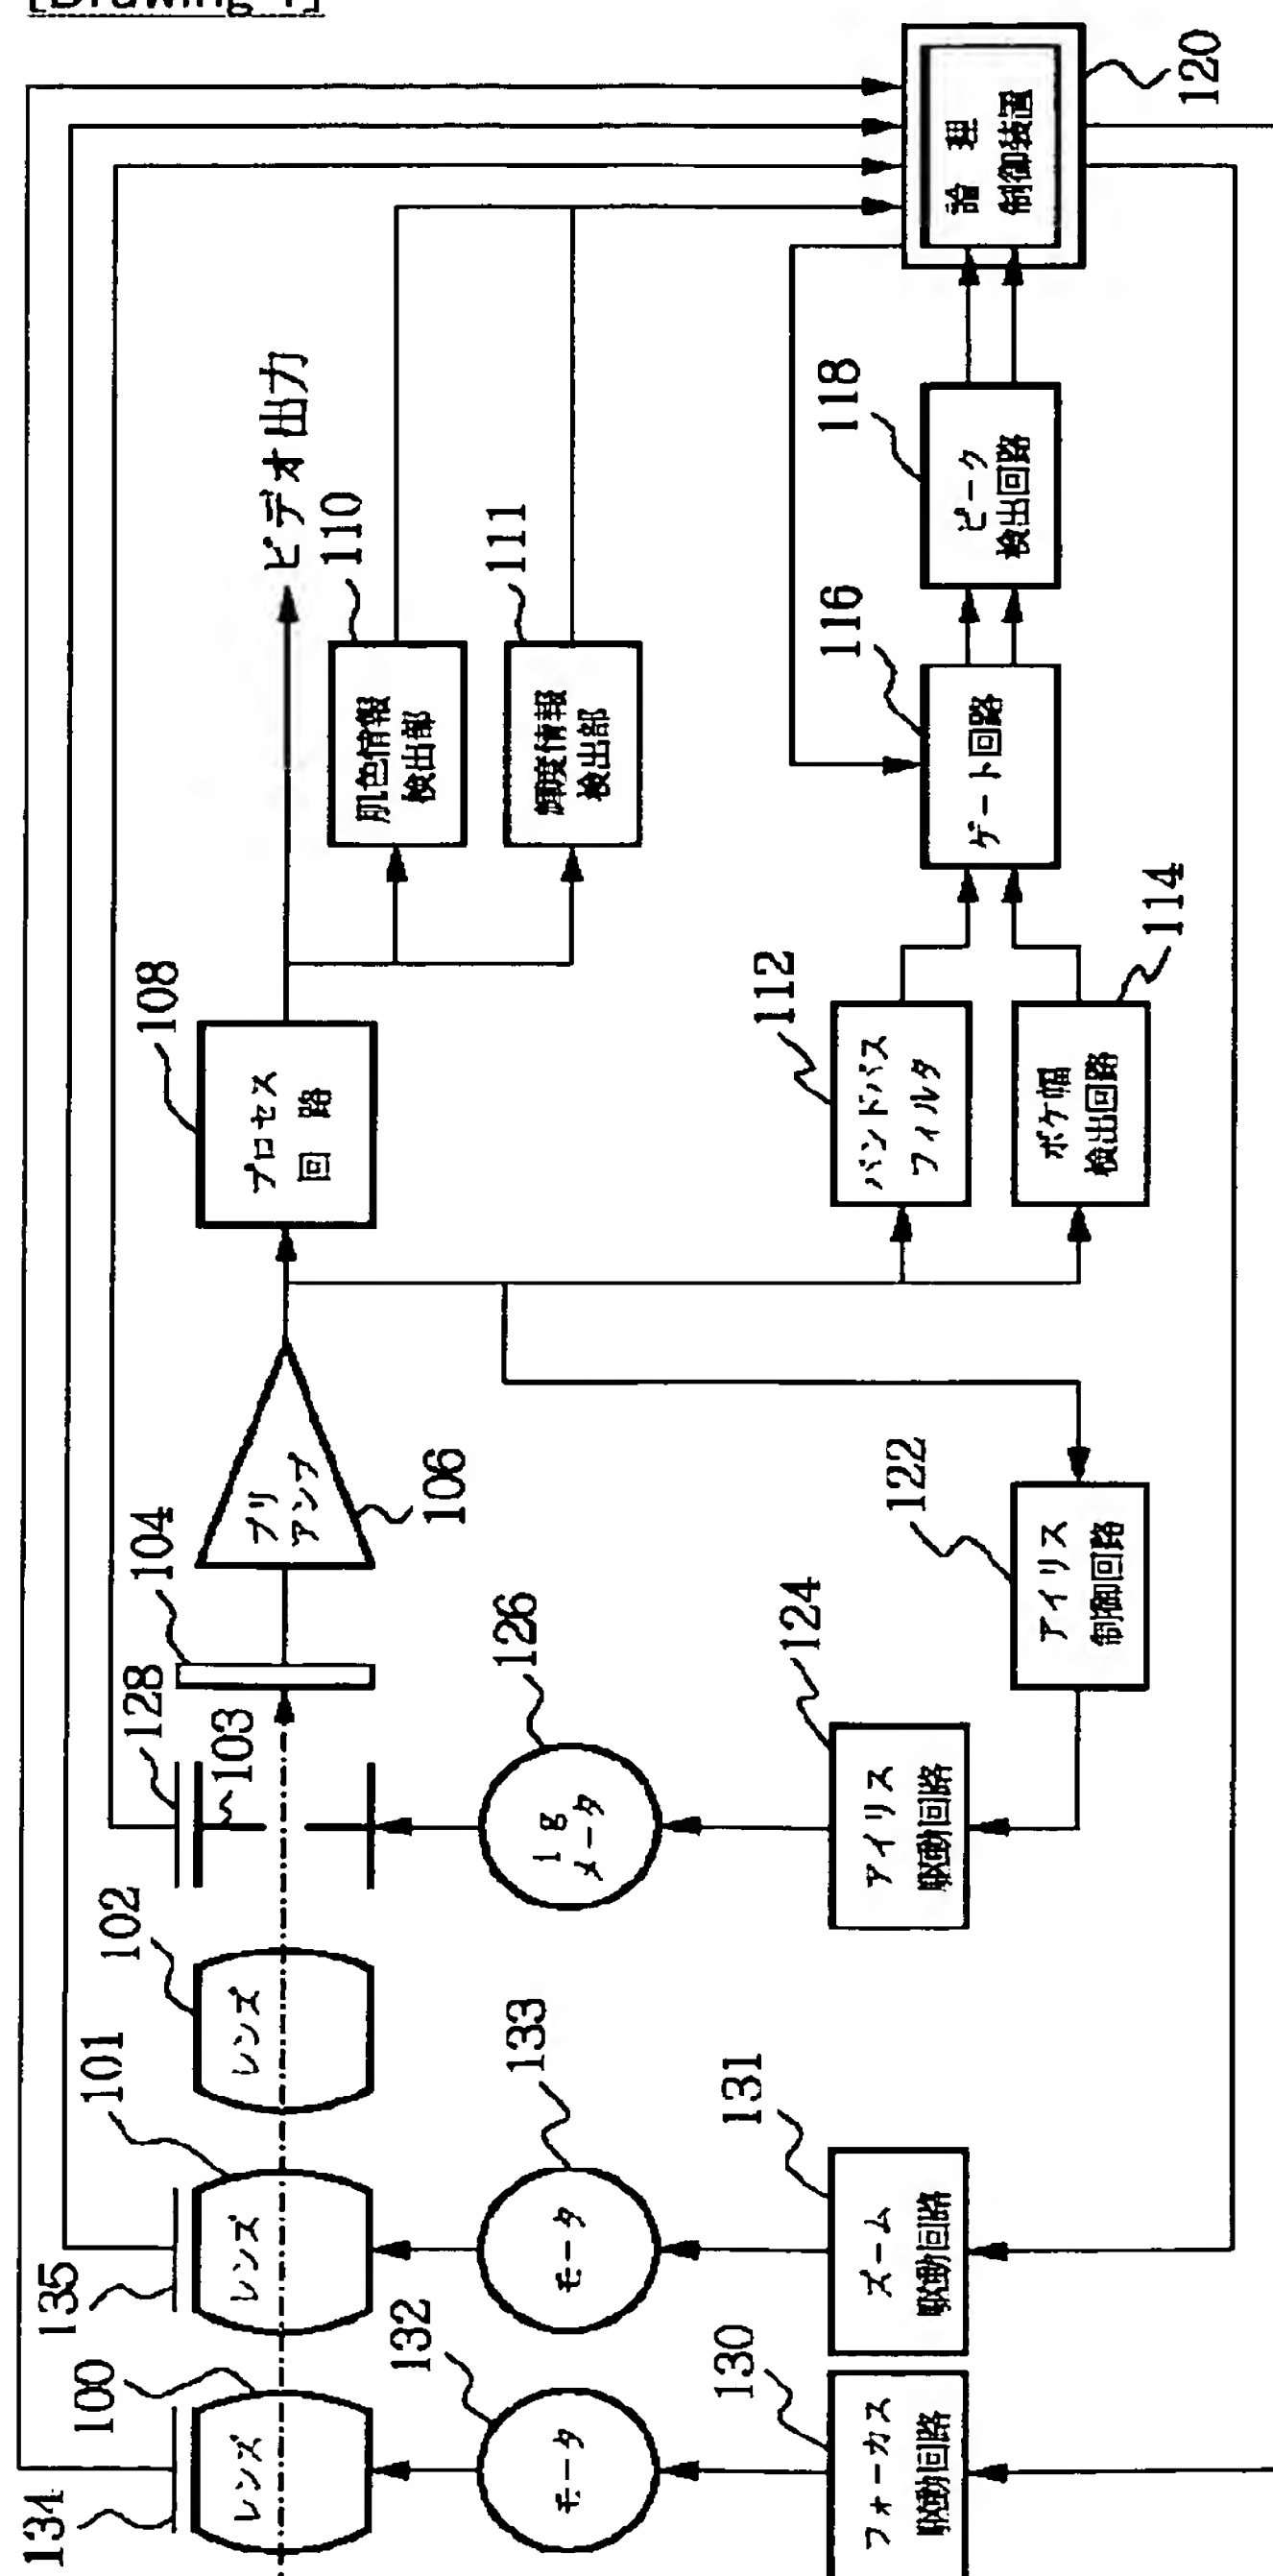 [Drawing 1]
134
レンズ
100
135
レンズ
101
レンズ
102
128
103
104
プリ
アンプ
106
プロセス
回路
108
ビデオ出力
肌色情報
検出部
110
輝度情報
検出部
111
モータ
132
モータ
133
1g
メータ
126
フォーカス
駆動回路
130
ズーム
駆動回路
131
アイリス
駆動回路
124
アイリス
制御回路
122
バンドパス
フィルタ
112
ボケ幅
検出回路
114
ゲート回路
116
ピーク
検出回路
118
論理
制御装置
120